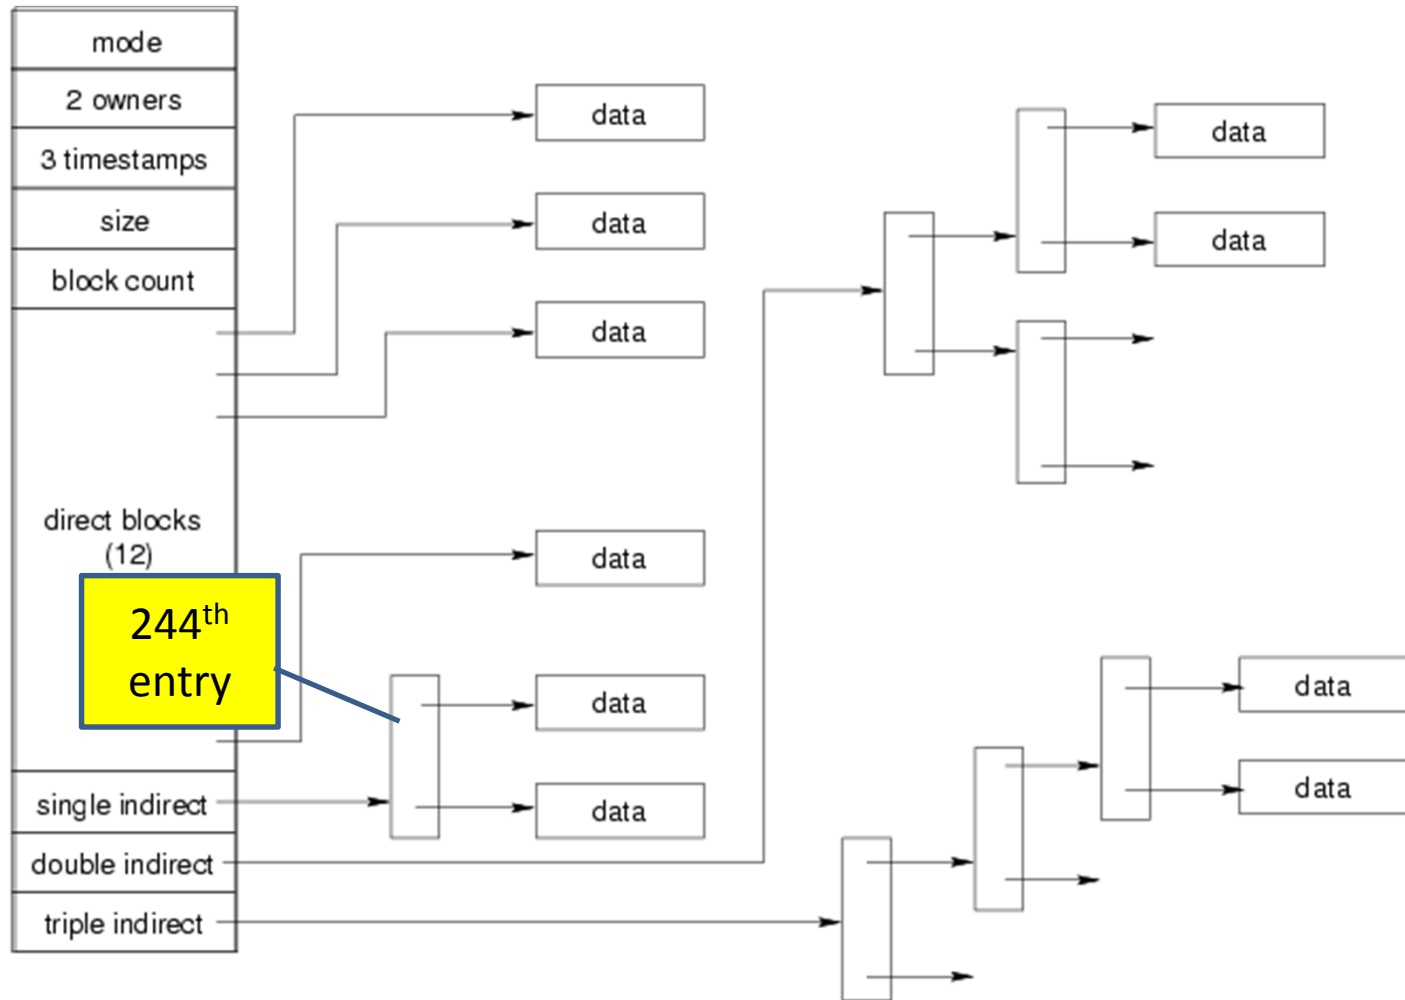 mode
2 owners
3 timestamps
size
block count
direct blocks
(12)
244th
entry
single indirect
double indirect
triple indirect
data
data
data
data
data
data
data
data
data
data